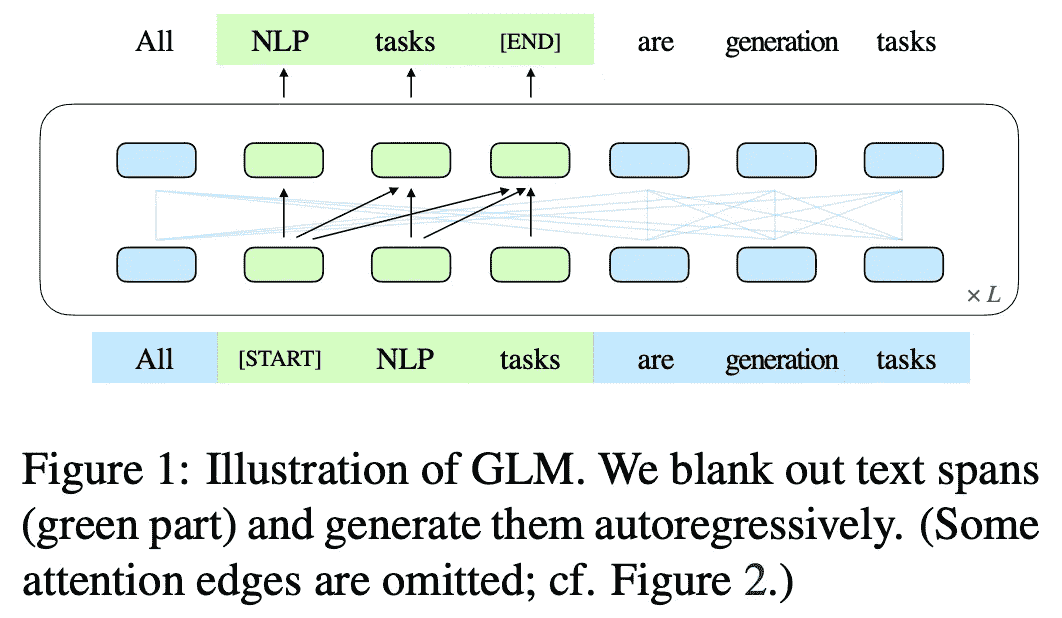 All NLP tasks [END] are generation tasks
× L
All [START] NLP tasks are generation tasks
Figure 1: Illustration of GLM. We blank out text spans
(green part) and generate them autoregressively. (Some
attention edges are omitted; cf. Figure 2.)